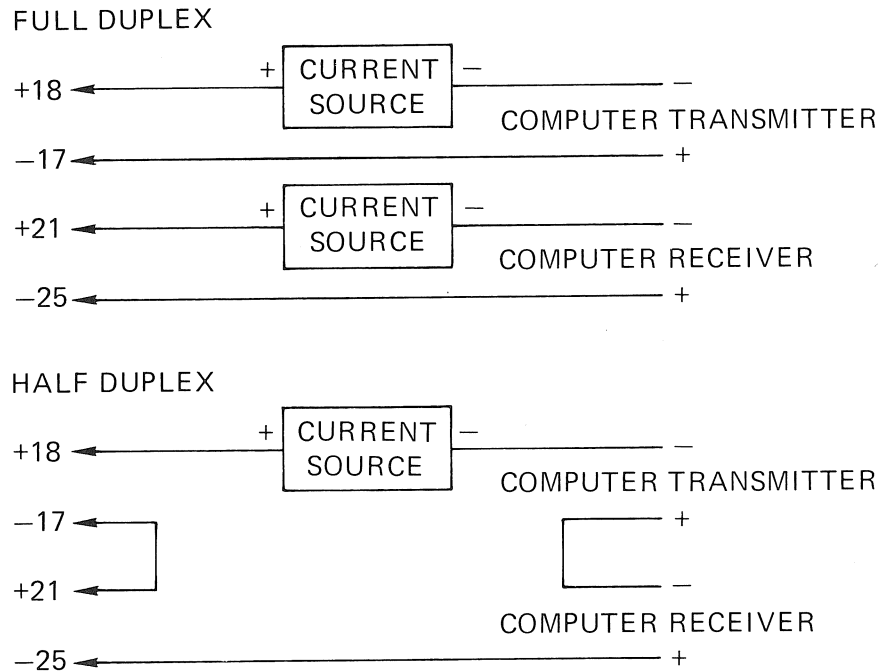 FULL DUPLEX
+18 + CURRENT SOURCE − −
COMPUTER TRANSMITTER
−17 +
+21 + CURRENT SOURCE − −
COMPUTER RECEIVER
−25 +
HALF DUPLEX
+18 + CURRENT SOURCE − −
COMPUTER TRANSMITTER
−17 +
+21 −
COMPUTER RECEIVER
−25 +